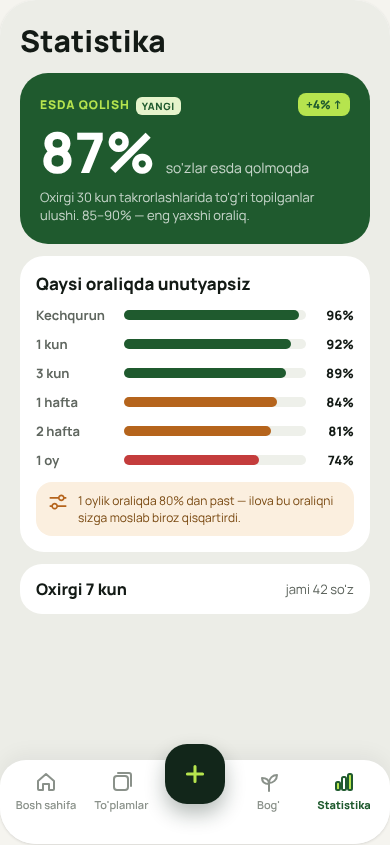 Statistika
ESDA QOLISH YANGI +4% ↑
87% so'zlar esda qolmoqda
Oxirgi 30 kun takrorlashlarida to'g'ri topilganlar
ulushi. 85–90% — eng yaxshi oraliq.
Qaysi oraliqda unutyapsiz
Kechqurun 96%
1 kun 92%
3 kun 89%
1 hafta 84%
2 hafta 81%
1 oy 74%
1 oylik oraliqda 80% dan past — ilova bu oraliqni
sizga moslab biroz qisqartirdi.
Oxirgi 7 kun jami 42 so'z
Bosh sahifa To'plamlar + Bog' Statistika